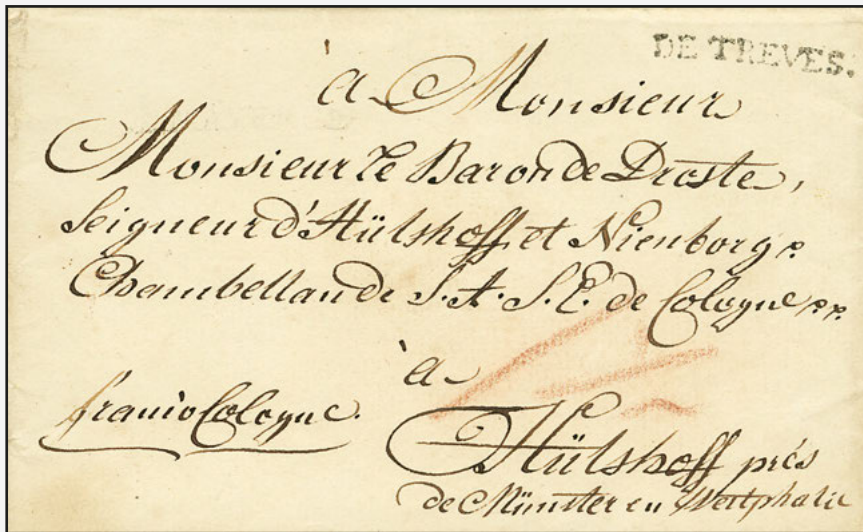 DE TREVES.
à Monsieur
Monsieur le Baron de Droste,
Seigneur d'Hülshoff et Nienborg p.
Chambellan de S. A. S. E. de Cologne p.p.
à
franco Cologne.
Hülshoff prés
de Münster en Westphalie